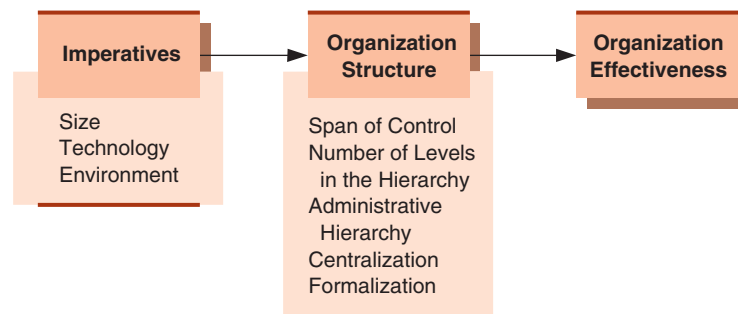 Imperatives
Size
Technology
Environment
Organization
Structure
Span of Control
Number of Levels
in the Hierarchy
Administrative
Hierarchy
Centralization
Formalization
Organization
Effectiveness